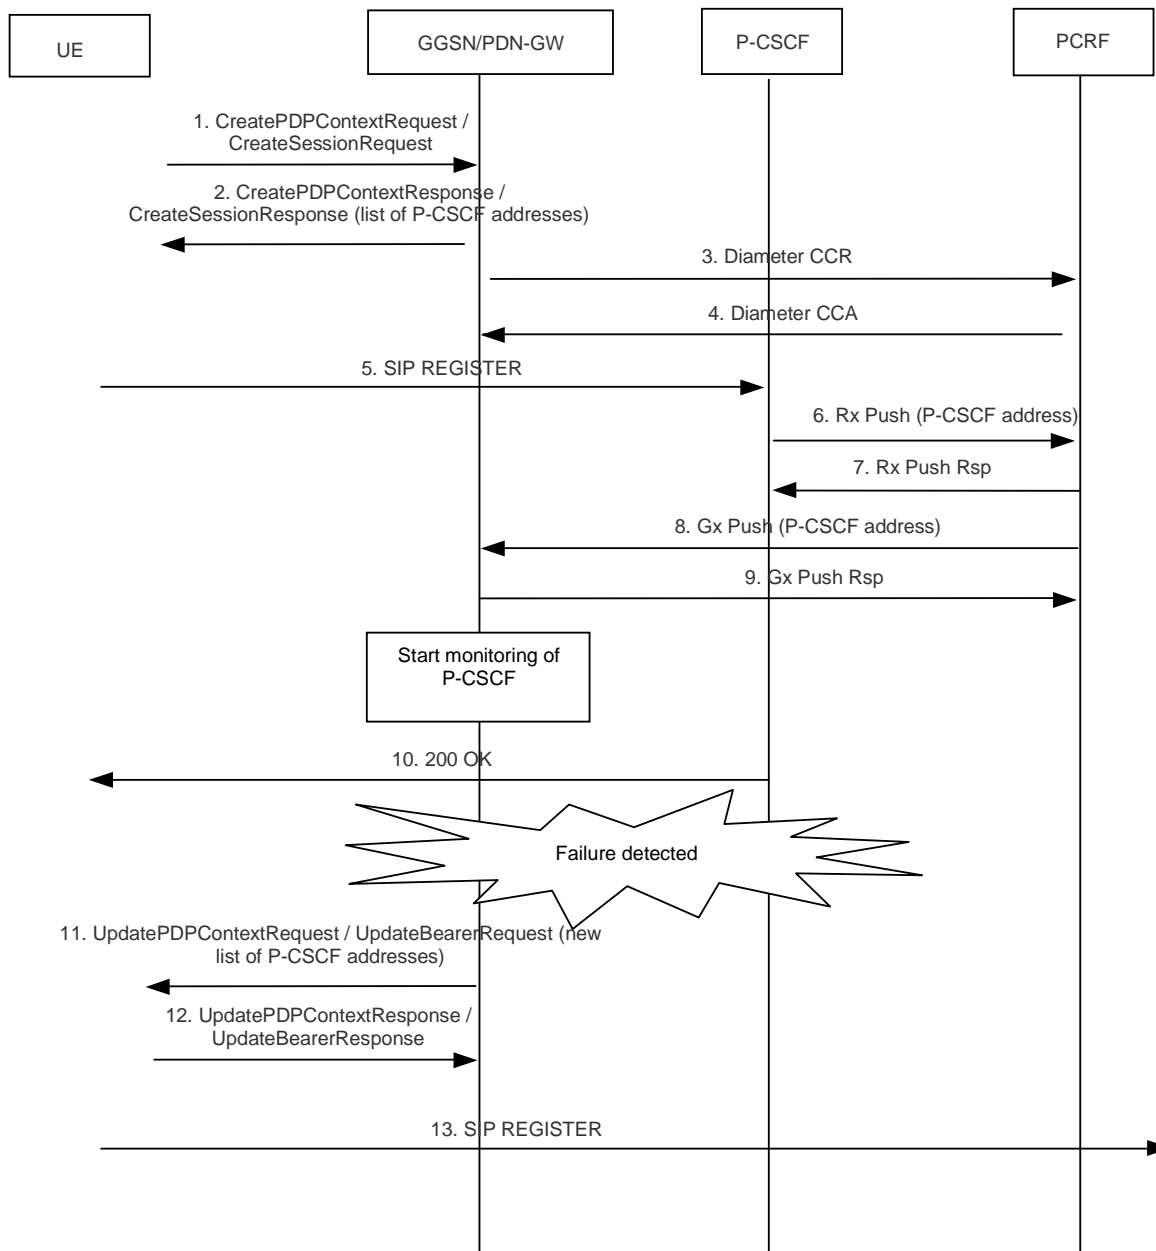 UE
GGSN/PDN-GW
P-CSCF
PCRF
1. CreatePDPContextRequest /
CreateSessionRequest
2. CreatePDPContextResponse /
CreateSessionResponse (list of P-CSCF addresses)
3. Diameter CCR
4. Diameter CCA
5. SIP REGISTER
6. Rx Push (P-CSCF address)
7. Rx Push Rsp
8. Gx Push (P-CSCF address)
9. Gx Push Rsp
Start monitoring of
P-CSCF
10. 200 OK
Failure detected
11. UpdatePDPContextRequest / UpdateBearerRequest (new
list of P-CSCF addresses)
12. UpdatePDPContextResponse /
UpdateBearerResponse
13. SIP REGISTER